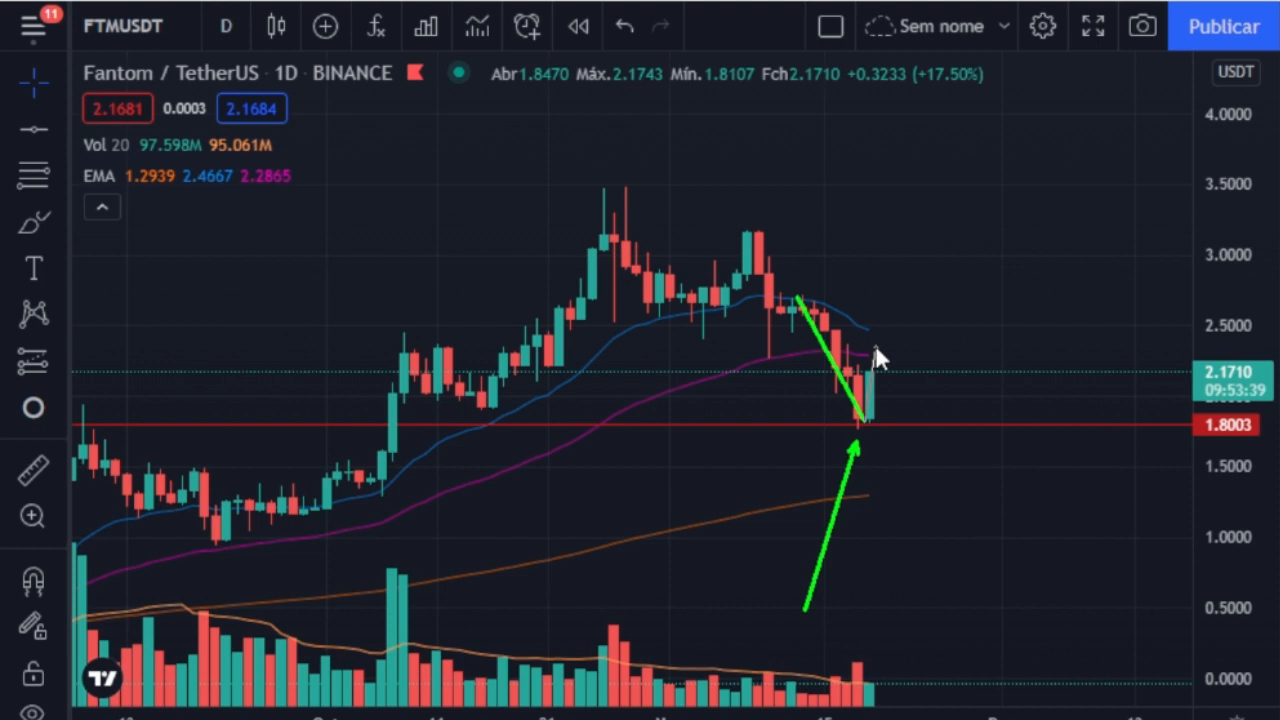 11
FTMUSDT D Sem nome Publicar
Fantom / TetherUS 1D BINANCE Abr1.8470 Máx.2.1743 Mín.1.8107 Fch2.1710 +0.3233 (+17.50%) USDT
2.1681 0.0003 2.1684
Vol 20 97.598M 95.061M
EMA 1.2939 2.4667 2.2865
4.0000
3.5000
3.0000
2.5000
2.1710
09:53:39
1.8003
1.5000
1.0000
0.5000
0.0000